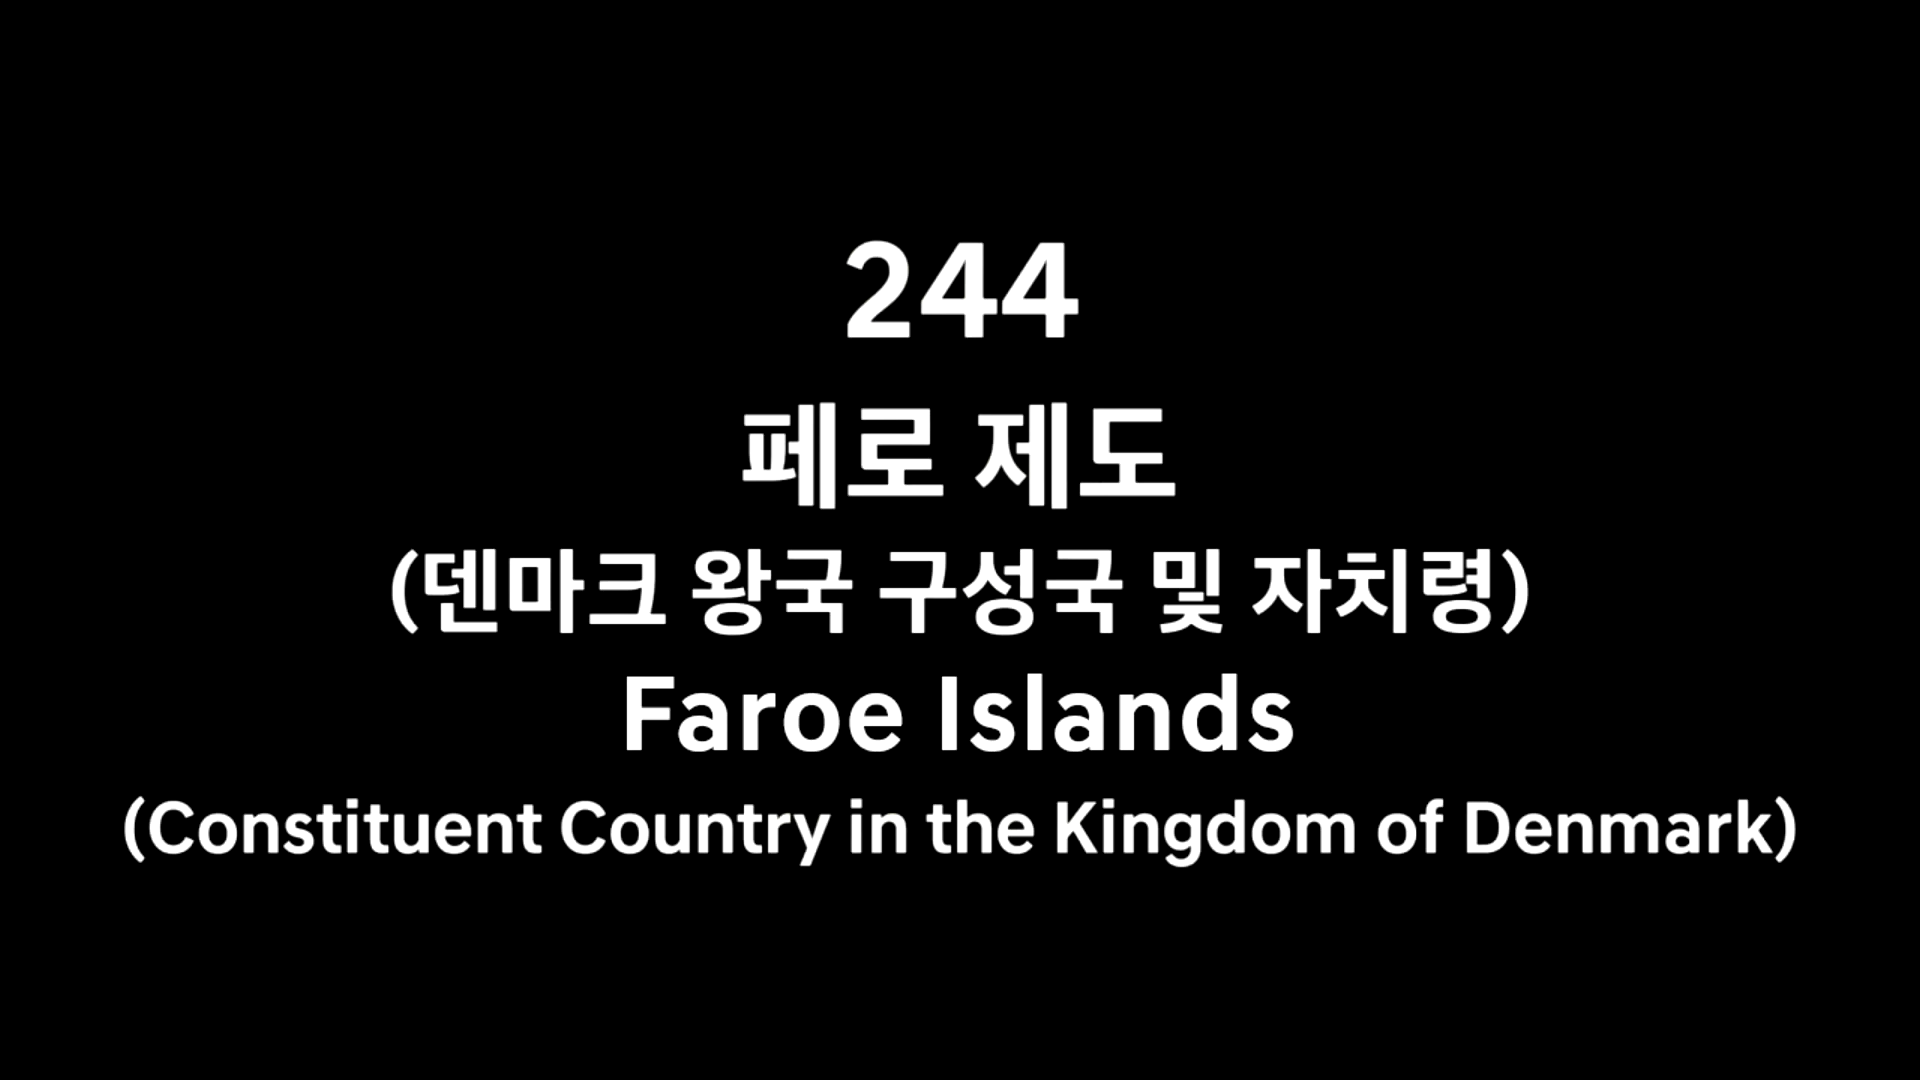 244
페로 제도
(덴마크 왕국 구성국 및 자치령)
Faroe Islands
(Constituent Country in the Kingdom of Denmark)